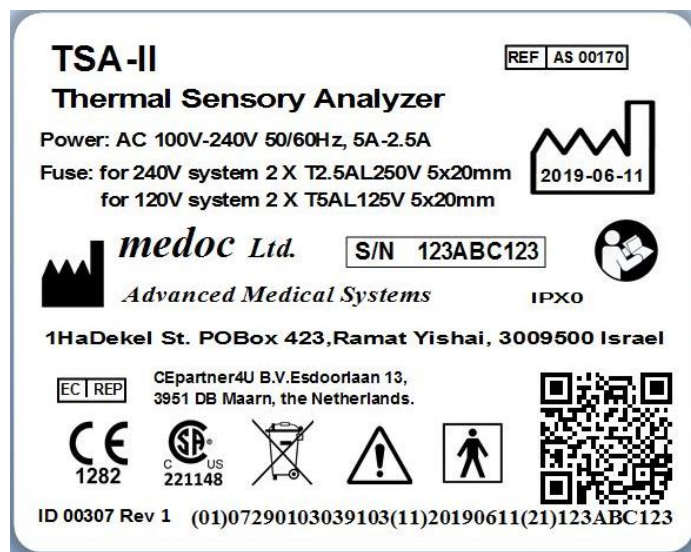 TSA-II
REF AS 00170
Thermal Sensory Analyzer
Power: AC 100V-240V 50/60Hz, 5A-2.5A
Fuse: for 240V system 2 X T2.5AL250V 5x20mm
for 120V system 2 X T5AL125V 5x20mm
2019-06-11
medoc Ltd.
S/N 123ABC123
Advanced Medical Systems
IPX0
1HaDekel St. POBox 423,Ramat Yishai, 3009500 Israel
EC REP
CEpartner4U B.V.Esdoorlaan 13,
3951 DB Maarn, the Netherlands.
CE
1282
SA
C US
221148
ID 00307 Rev 1 (01)07290103039103(11)20190611(21)123ABC123